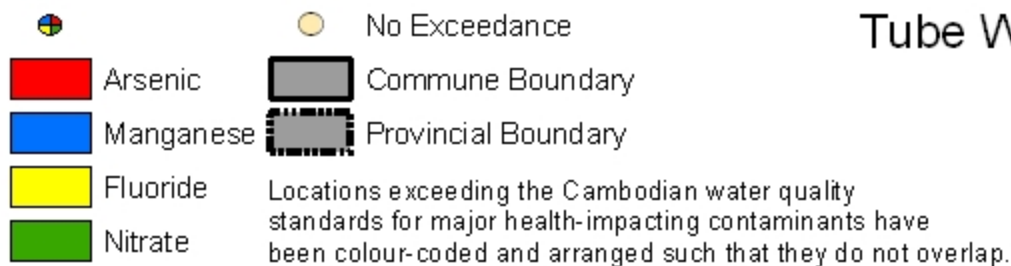 No Exceedance
Tube
Arsenic
Commune Boundary
Manganese
Provincial Boundary
Fluoride
Nitrate
Locations exceeding the Cambodian water quality
standards for major health-impacting contaminants have
been colour-coded and arranged such that they do not overlap.